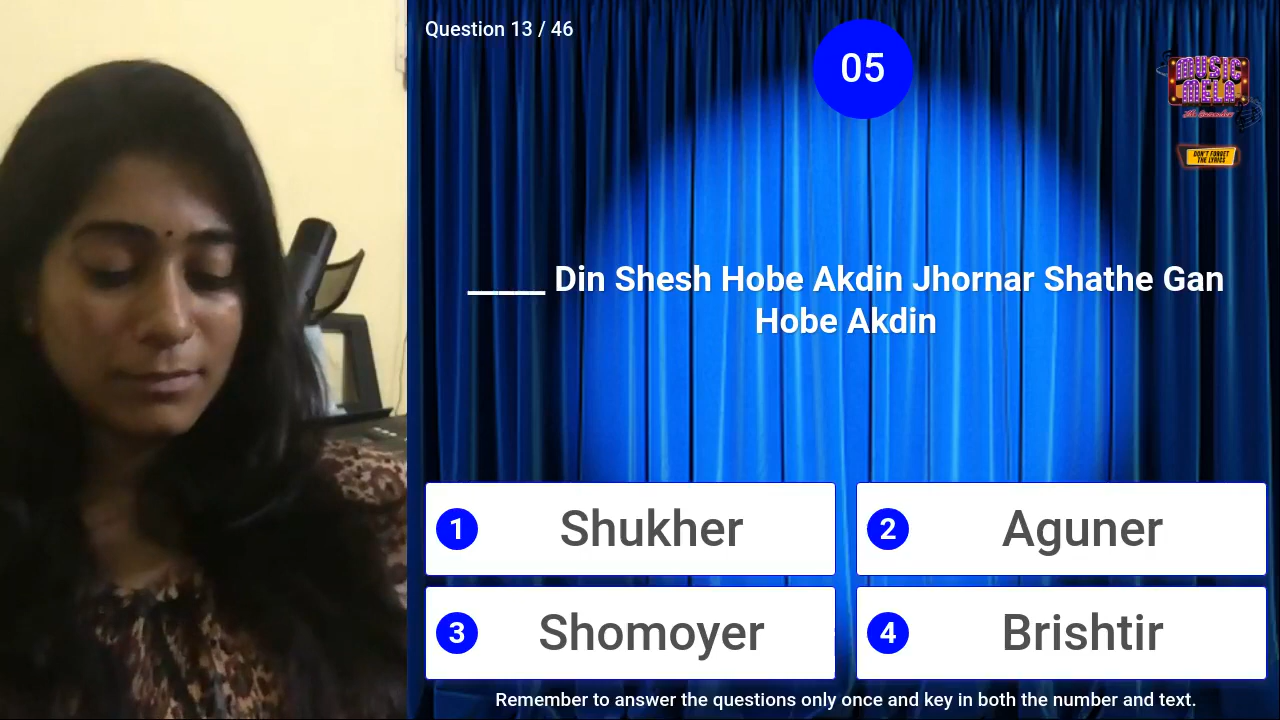 Question 13 / 46
05
MUSIC
MELA
DON'T FORGET
THE LYRICS
_____ Din Shesh Hobe Akdin Jhornar Shathe Gan
Hobe Akdin
1 Shukher
2 Aguner
3 Shomoyer
4 Brishtir
Remember to answer the questions only once and key in both the number and text.